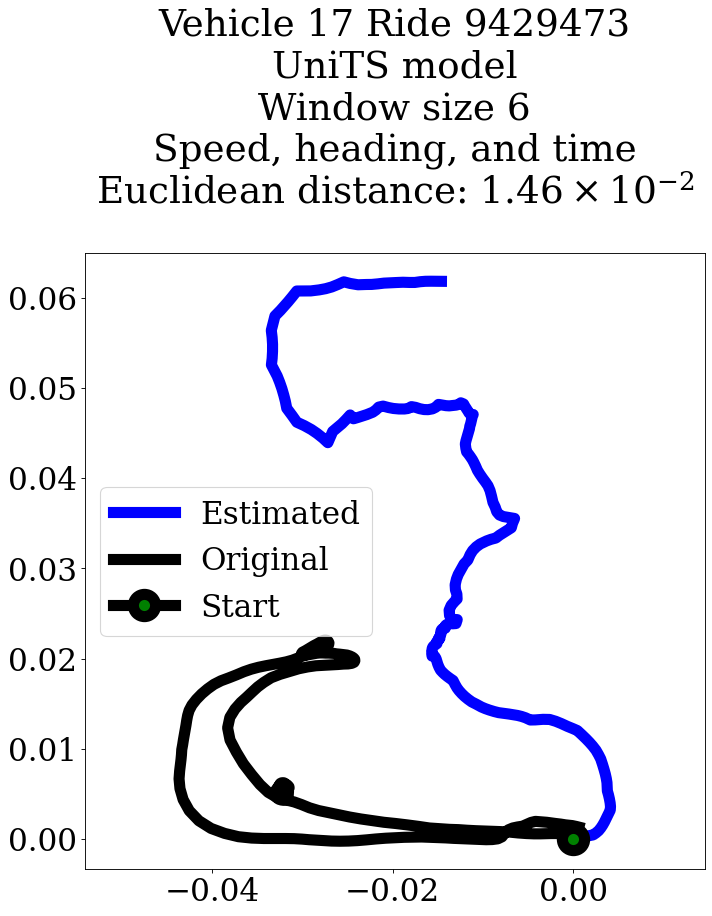 Vehicle 17 Ride 9429473
UniTS model
Window size 6
Speed, heading, and time
Euclidean distance: 1.46 × 10⁻²
0.06
0.05
0.04
0.03
0.02
0.01
0.00
Estimated
Original
Start
−0.04
−0.02
0.00